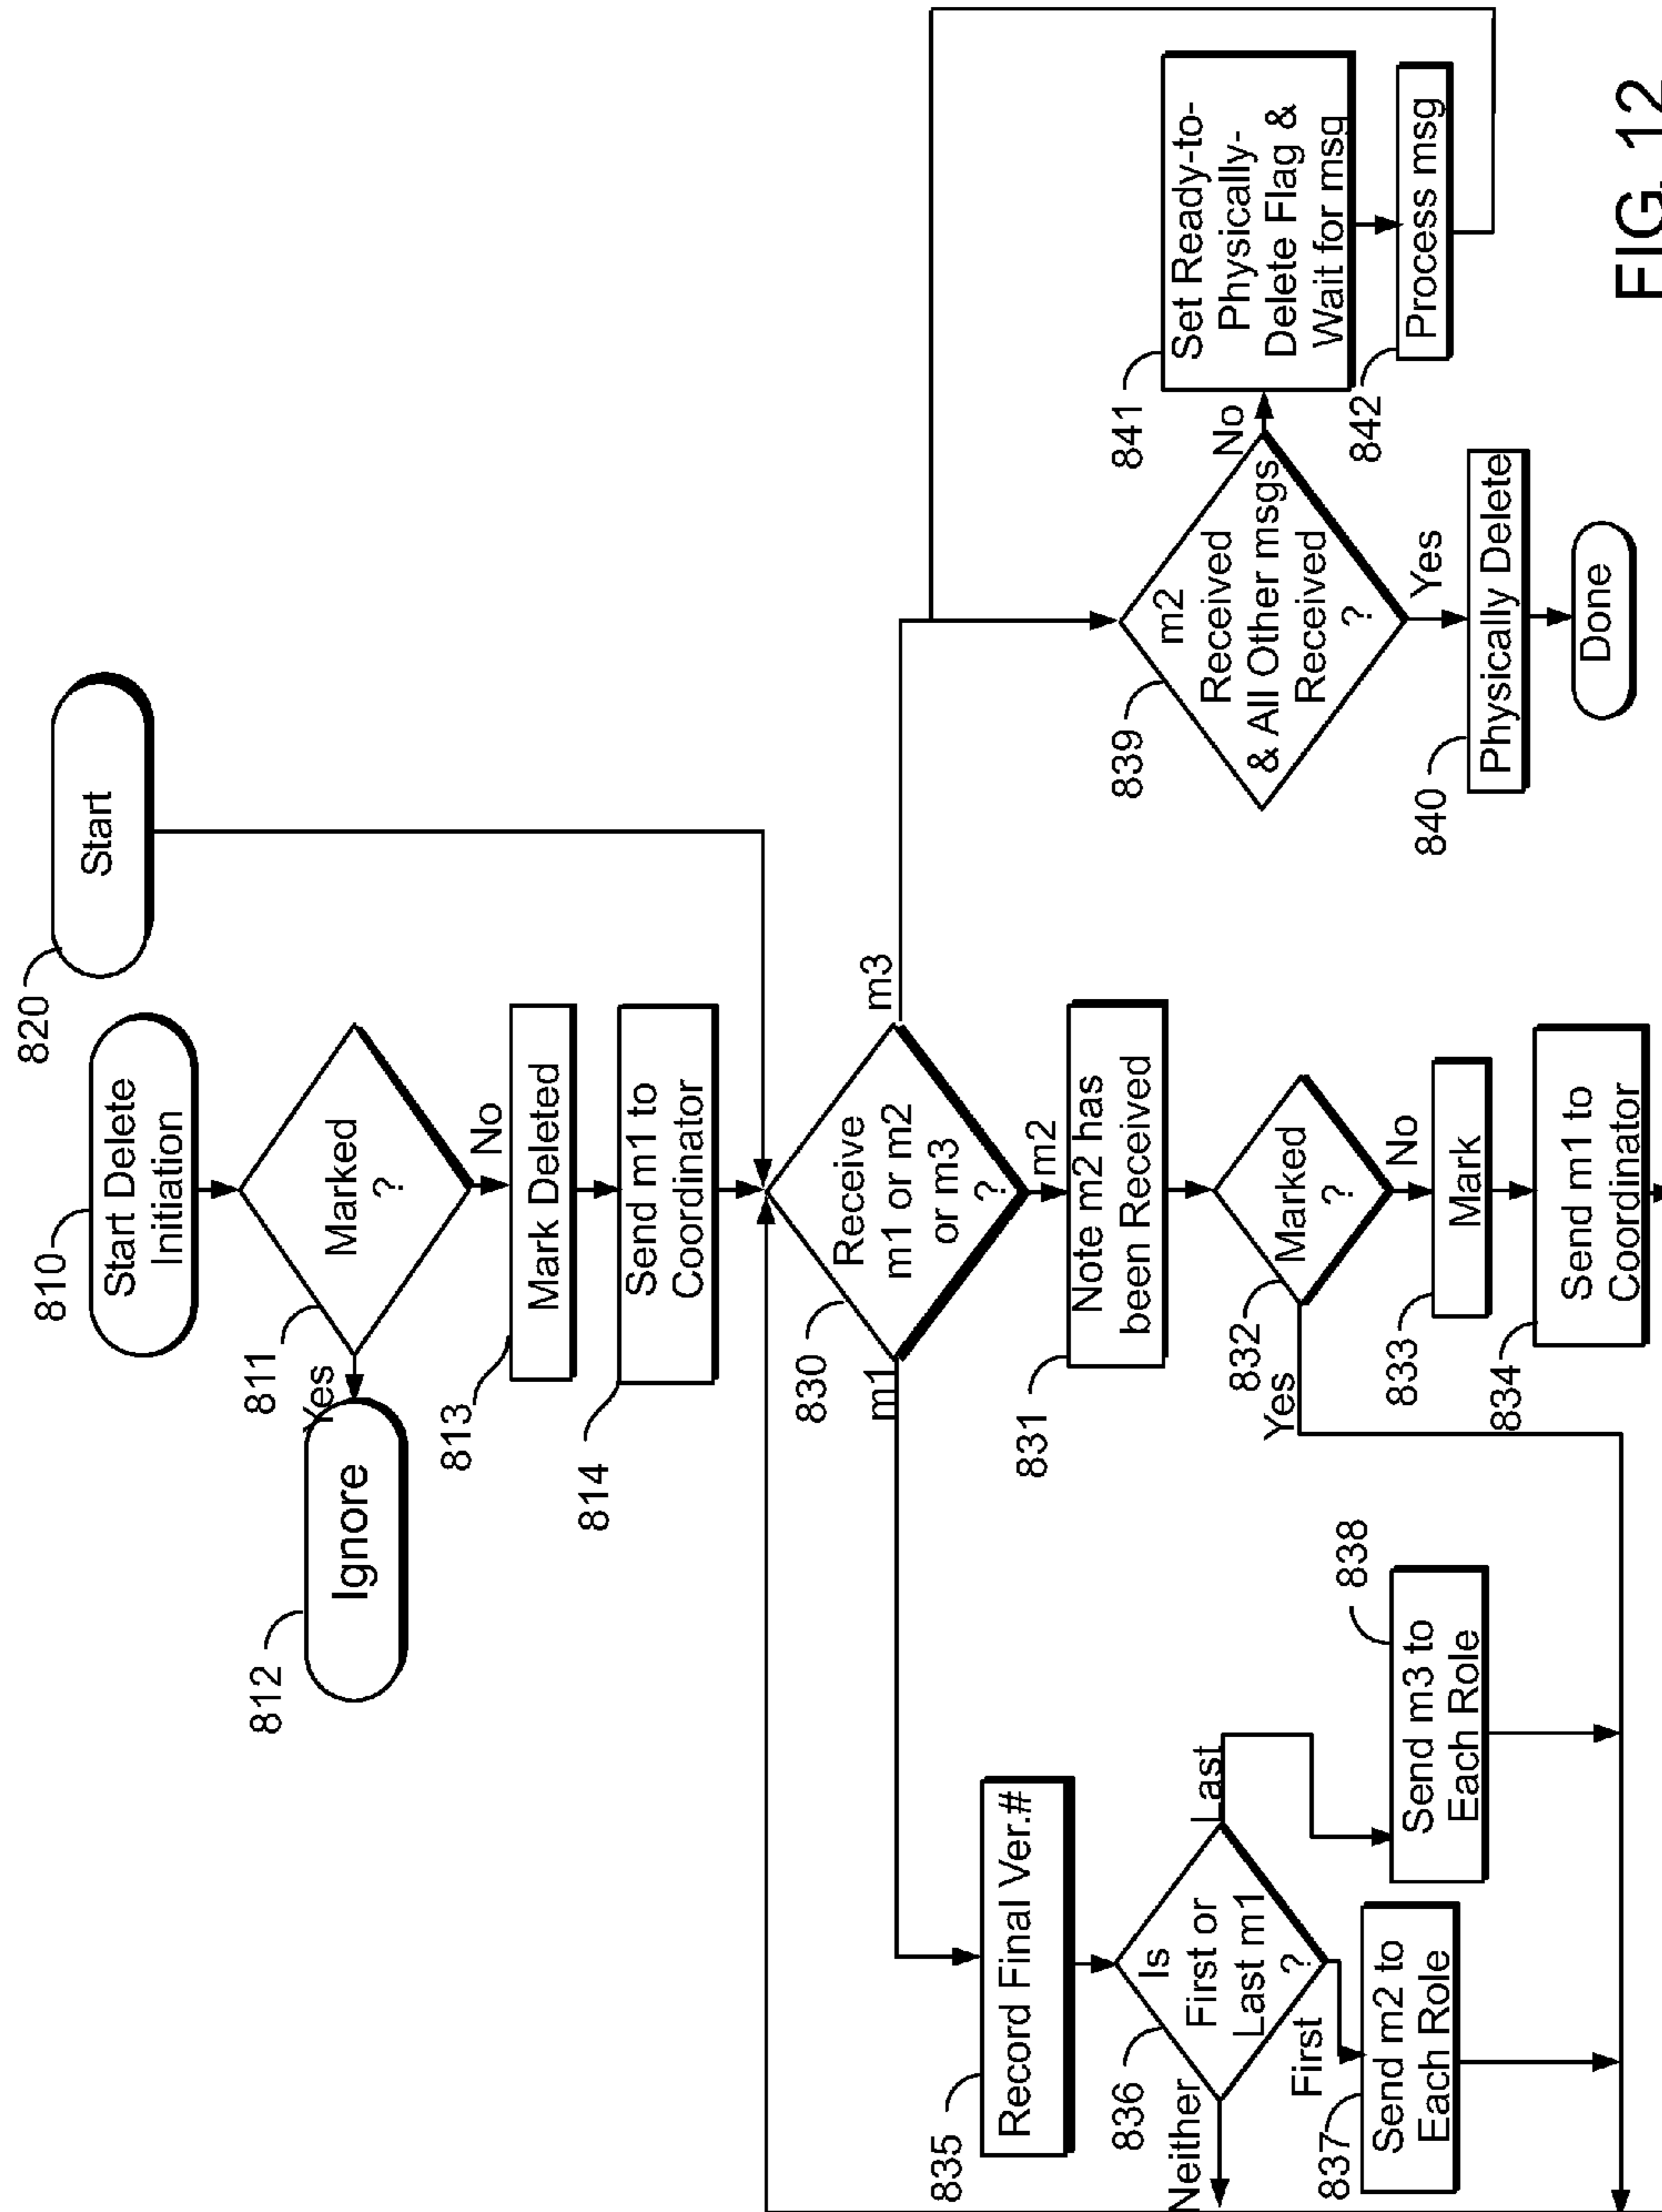 820
Start
810
Start Delete
Initiation
811
Marked
?
Yes
812
Ignore
No
813
Mark Deleted
814
Send m1 to
Coordinator
830
Receive
m1 or m2
or m3
?
m1
m2
m3
831
Note m2 has
been Received
832
Marked
?
Yes
No
833
Mark
834
Send m1 to
Coordinator
835
Record Final Ver.#
836
Is
First or
Last m1
?
Neither
First
Last
837
Send m2 to
Each Role
838
Send m3 to
Each Role
839
m2
Received
& All Other msgs
Received
?
No
Yes
841
Set Ready-to-
Physically-
Delete Flag &
Wait for msg
842
Process msg
840
Physically Delete
Done
FIG. 12